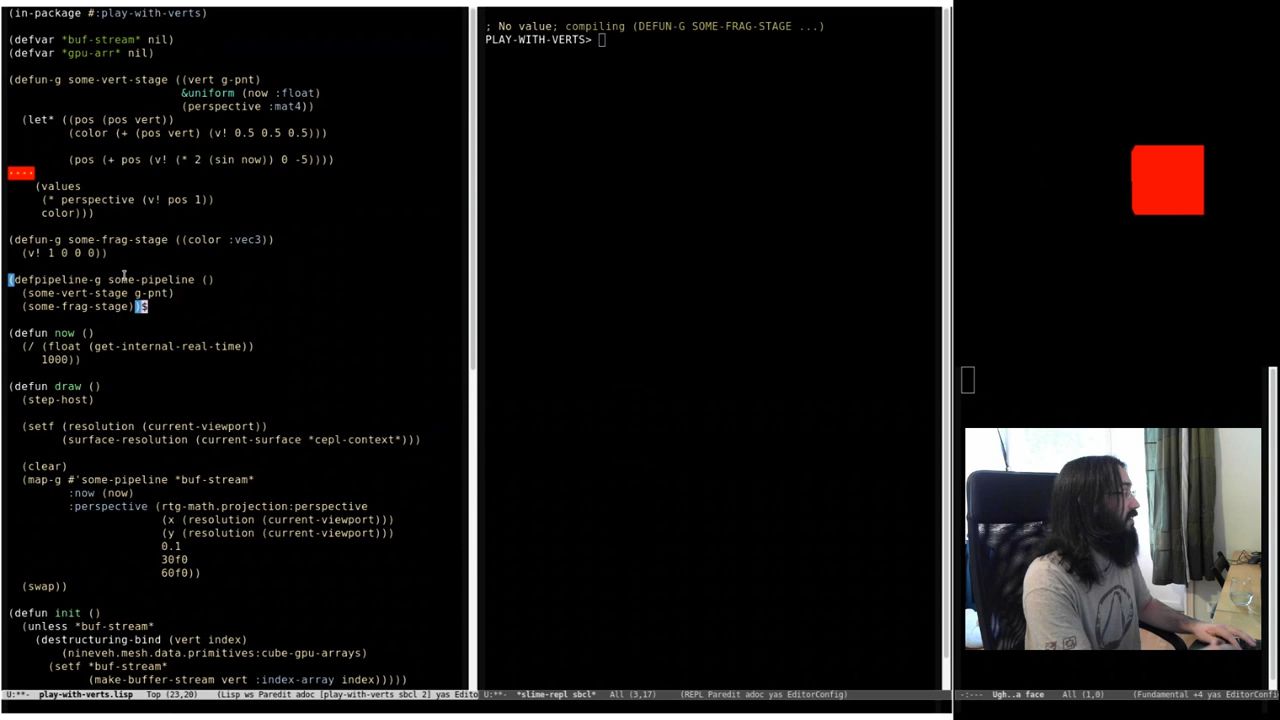 (in-package #:play-with-verts)
(defvar *buf-stream* nil)
(defvar *gpu-arr* nil)
(defun-g some-vert-stage ((vert g-pnt)
&uniform (now :float)
(perspective :mat4))
(let* ((pos (pos vert))
(color (+ (pos vert) (v! 0.5 0.5 0.5)))
(pos (+ pos (v! (* 2 (sin now)) 0 -5))))
(values
(* perspective (v! pos 1))
color)))
(defun-g some-frag-stage ((color :vec3))
(v! 1 0 0 0))
(defpipeline-g some-pipeline ()
(some-vert-stage g-pnt)
(some-frag-stage))$
(defun now ()
(/ (float (get-internal-real-time))
1000))
(defun draw ()
(step-host)
(setf (resolution (current-viewport))
(surface-resolution (current-surface *cepl-context*)))
(clear)
(map-g #'some-pipeline *buf-stream*
:now (now)
:perspective (rtg-math.projection:perspective
(x (resolution (current-viewport)))
(y (resolution (current-viewport)))
0.1
30f0
60f0))
(swap))
(defun init ()
(unless *buf-stream*
(destructuring-bind (vert index)
(nineveh.mesh.data.primitives:cube-gpu-arrays)
(setf *buf-stream*
(make-buffer-stream vert :index-array index)))))
U:**- play-with-verts.lisp Top (23,20) (Lisp ws Paredit adoc [play-with-verts sbcl 2] yas Edito
; No value; compiling (DEFUN-G SOME-FRAG-STAGE ...)
PLAY-WITH-VERTS>
U:**- *slime-repl sbcl* All (3,17) (REPL Paredit adoc yas EditorConfig)
-:--- Ugh..a face All (1,0) (Fundamental +4 yas EditorConfi